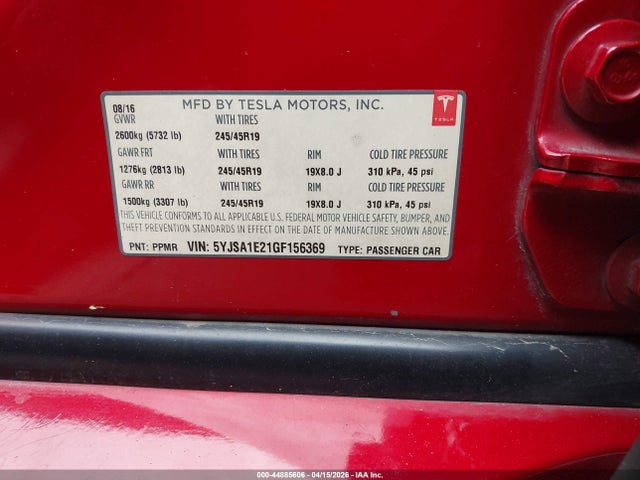 MFD BY TESLA MOTORS, INC.
TESLA
08/16
GVWR WITH TIRES
2600kg (5732 lb) 245/45R19
GAWR FRT WITH TIRES RIM COLD TIRE PRESSURE
1276kg (2813 lb) 245/45R19 19X8.0 J 310 kPa, 45 psi
GAWR RR WITH TIRES RIM COLD TIRE PRESSURE
1500kg (3307 lb) 245/45R19 19X8.0 J 310 kPa, 45 psi
THIS VEHICLE CONFORMS TO ALL APPLICABLE U.S. FEDERAL MOTOR VEHICLE SAFETY, BUMPER, AND
THEFT PREVENTION STANDARDS IN EFFECT ON THE DATE OF MANUFACTURE SHOWN ABOVE.
PNT: PPMR VIN: 5YJSA1E21GF156369 TYPE: PASSENGER CAR
000-44885606 - 04/15/2026 - IAA Inc.